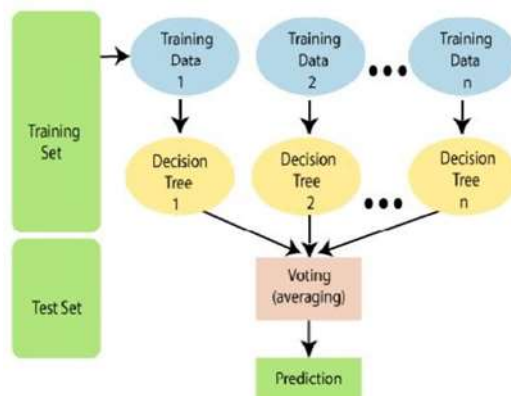 Training
Set
Test Set
Training
Data
1
Training
Data
2
Training
Data
n
Decision
Tree
1
Decision
Tree
2
Decision
Tree
n
Voting
(averaging)
Prediction